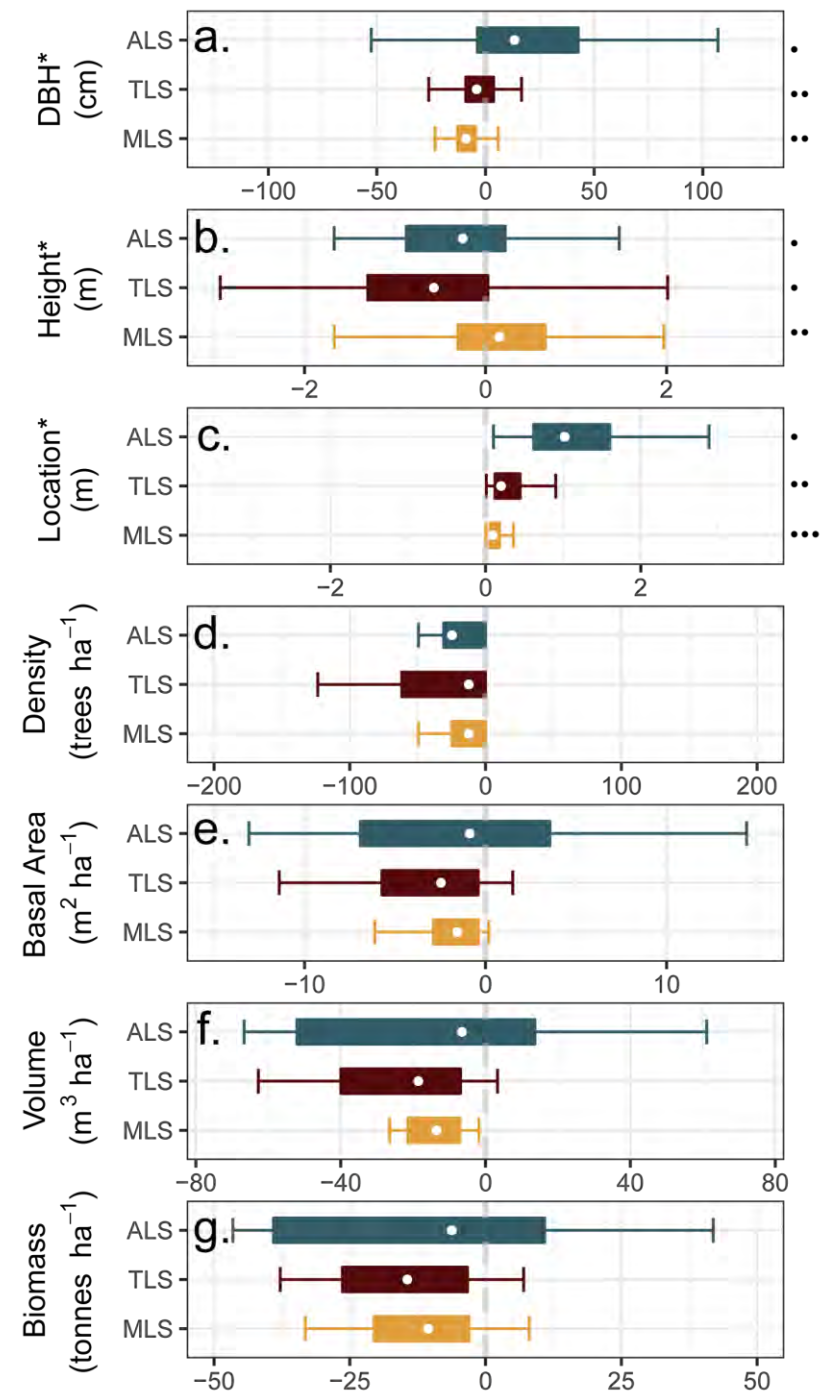 a.
DBH*
(cm)
ALS
•
TLS
••
MLS
••
−100 −50 0 50 100
b.
Height*
(m)
ALS
•
TLS
•
MLS
••
−2 0 2
c.
Location*
(m)
ALS
•
TLS
••
MLS
•••
−2 0 2
d.
Density
(trees ha⁻¹)
ALS
TLS
MLS
−200 −100 0 100 200
e.
Basal Area
(m² ha⁻¹)
ALS
TLS
MLS
−10 0 10
f.
Volume
(m³ ha⁻¹)
ALS
TLS
MLS
−80 −40 0 40 80
g.
Biomass
(tonnes ha⁻¹)
ALS
TLS
MLS
−50 −25 0 25 50